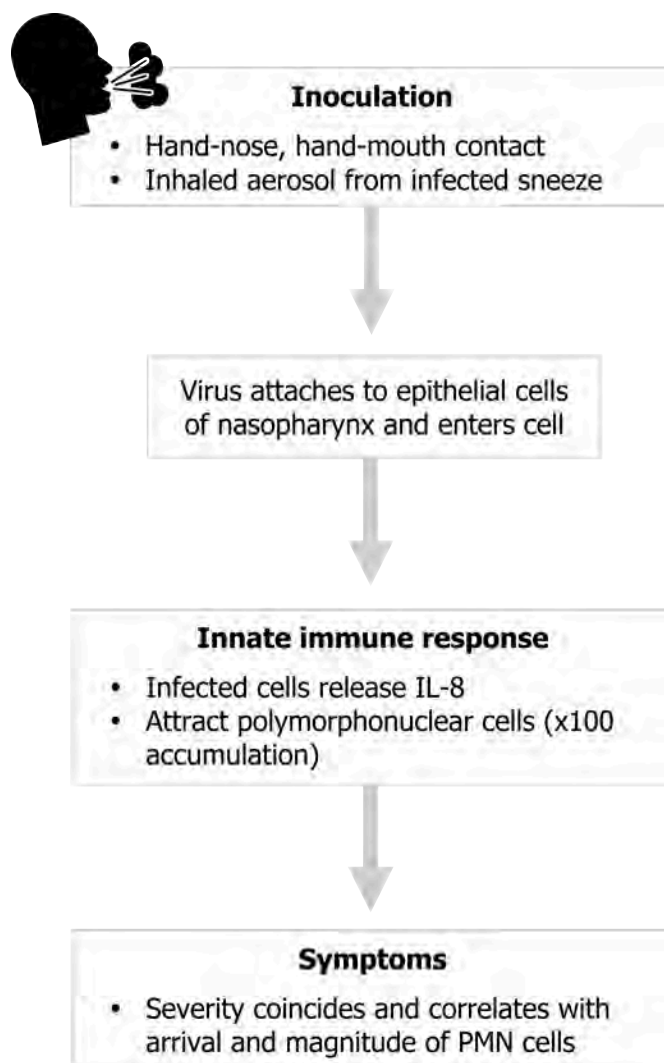 Inoculation
• Hand-nose, hand-mouth contact
• Inhaled aerosol from infected sneeze
Virus attaches to epithelial cells
of nasopharynx and enters cell
Innate immune response
• Infected cells release IL-8
• Attract polymorphonuclear cells (x100
accumulation)
Symptoms
• Severity coincides and correlates with
arrival and magnitude of PMN cells